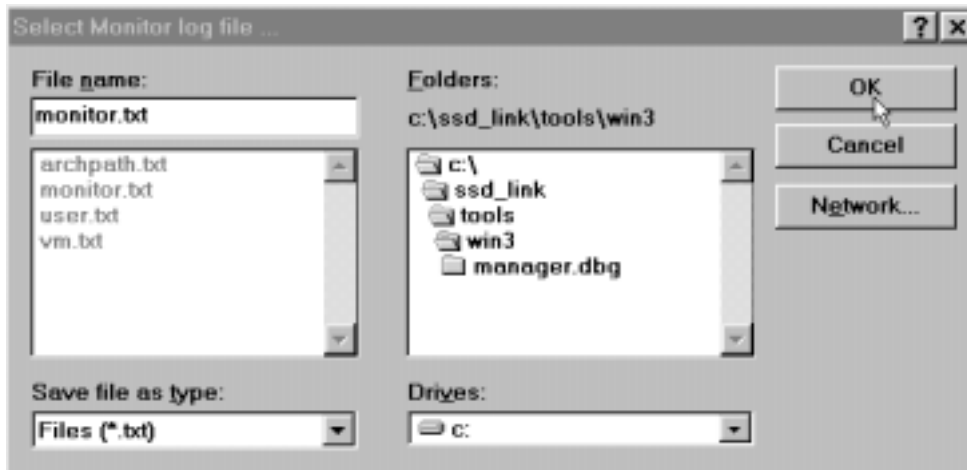 Select Monitor log file ...
File name:
monitor.txt
archpath.txt
monitor.txt
user.txt
vm.txt
Save file as type:
Files (*.txt)
Folders:
c:\ssd_link\tools\win3
c:\
ssd_link
tools
win3
manager.dbg
Drives:
c:
OK
Cancel
Network...